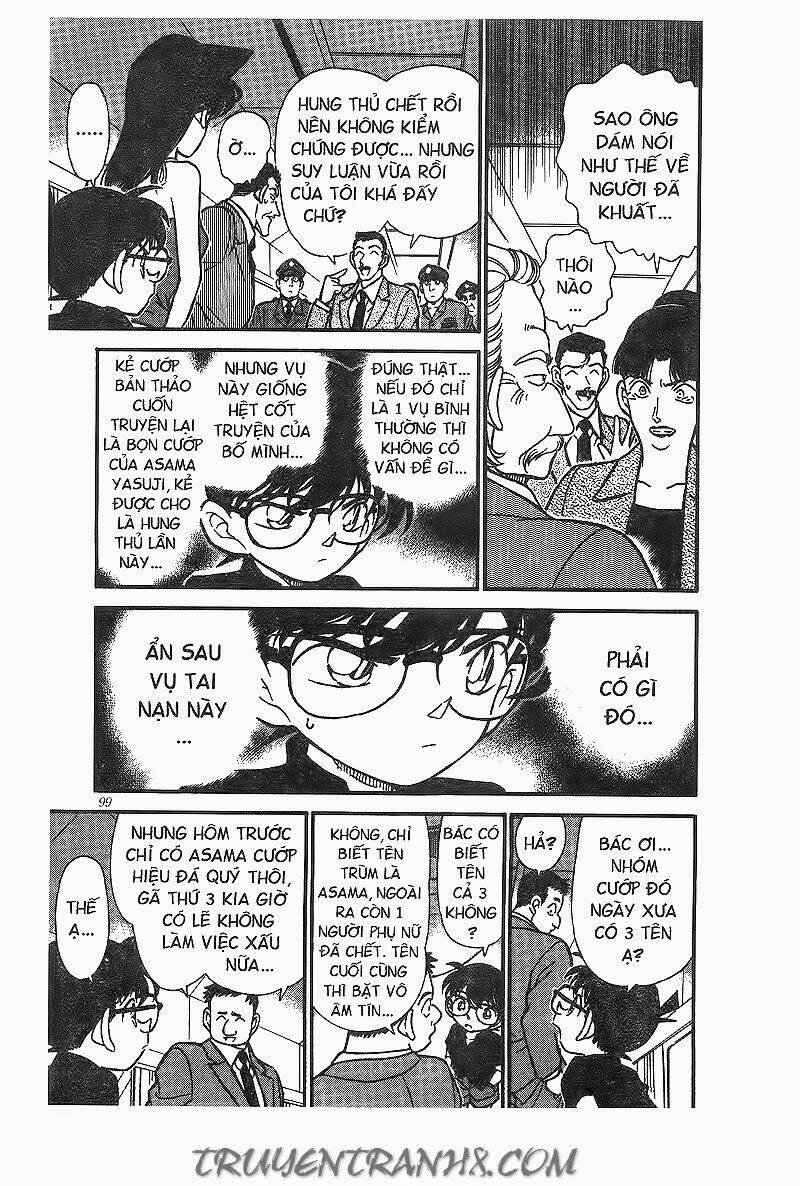 SAO ÔNG
DÁM NÓI
NHƯ THẾ VỀ
NGƯỜI ĐÃ
KHUẤT...
THÔI
NÀO
...
HUNG THỦ CHẾT RỒI
NÊN KHÔNG KIỂM
CHỨNG ĐƯỢC... NHƯNG
SUY LUẬN VỪA RỒI
CỦA TÔI KHÁ ĐẤY
CHỨ?
Ờ...
.....
ĐÚNG THẬT...
NẾU ĐÓ CHỈ
LÀ 1 VỤ BÌNH
THƯỜNG THÌ
KHÔNG CÓ
VẤN ĐỀ GÌ...
NHƯNG VỤ
NÀY GIỐNG
HỆT CỐT
TRUYỆN CỦA
BỐ MÌNH...
KẺ CƯỚP
BẢN THẢO
CUỐN
TRUYỆN LẠI
LÀ BỌN CƯỚP
CỦA ASAMA
YASUJI, KẺ
ĐƯỢC CHO
LÀ HUNG
THỦ LẦN
NÀY...
PHẢI
CÓ GÌ
ĐÓ...
ẨN SAU
VỤ TAI
NẠN NÀY
...
99
BÁC ƠI...
NHÓM
CƯỚP ĐÓ
NGÀY XƯA
CÓ 3 TÊN
Ạ?
HẢ?
BÁC CÓ
BIẾT
TÊN
CẢ 3
KHÔNG
?
KHÔNG, CHỈ
BIẾT TÊN
TRÙM LÀ
ASAMA, NGOÀI
RA CÒN 1
NGƯỜI PHỤ NỮ
ĐÃ CHẾT. TÊN
CUỐI CÙNG
THÌ BẶT VÔ
ÂM TÍN...
NHƯNG HÔM TRƯỚC
CHỈ CÓ ASAMA CƯỚP
HIỆU ĐÁ QUÝ THÔI,
GÃ THỨ 3 KIA GIỜ
CÓ LẼ KHÔNG
LÀM VIỆC XẤU
NỮA...
THẾ
Ạ...
TRUYENTRANH8.COM